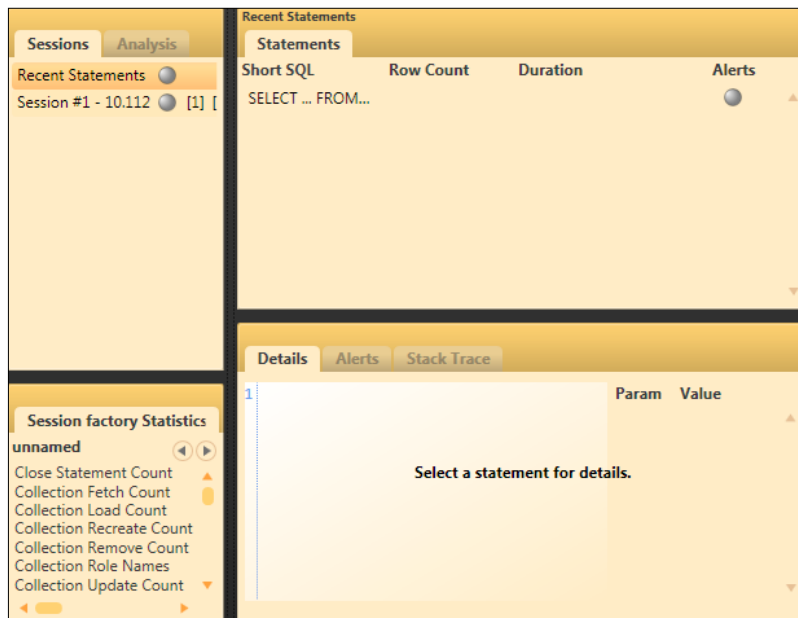 Sessions Analysis
Recent Statements
Session #1 - 10.112 [1] [
Session factory Statistics
unnamed
Close Statement Count
Collection Fetch Count
Collection Load Count
Collection Recreate Count
Collection Remove Count
Collection Role Names
Collection Update Count
Recent Statements
Statements
Short SQL Row Count Duration Alerts
SELECT ... FROM...
Details Alerts Stack Trace
1
Param Value
Select a statement for details.